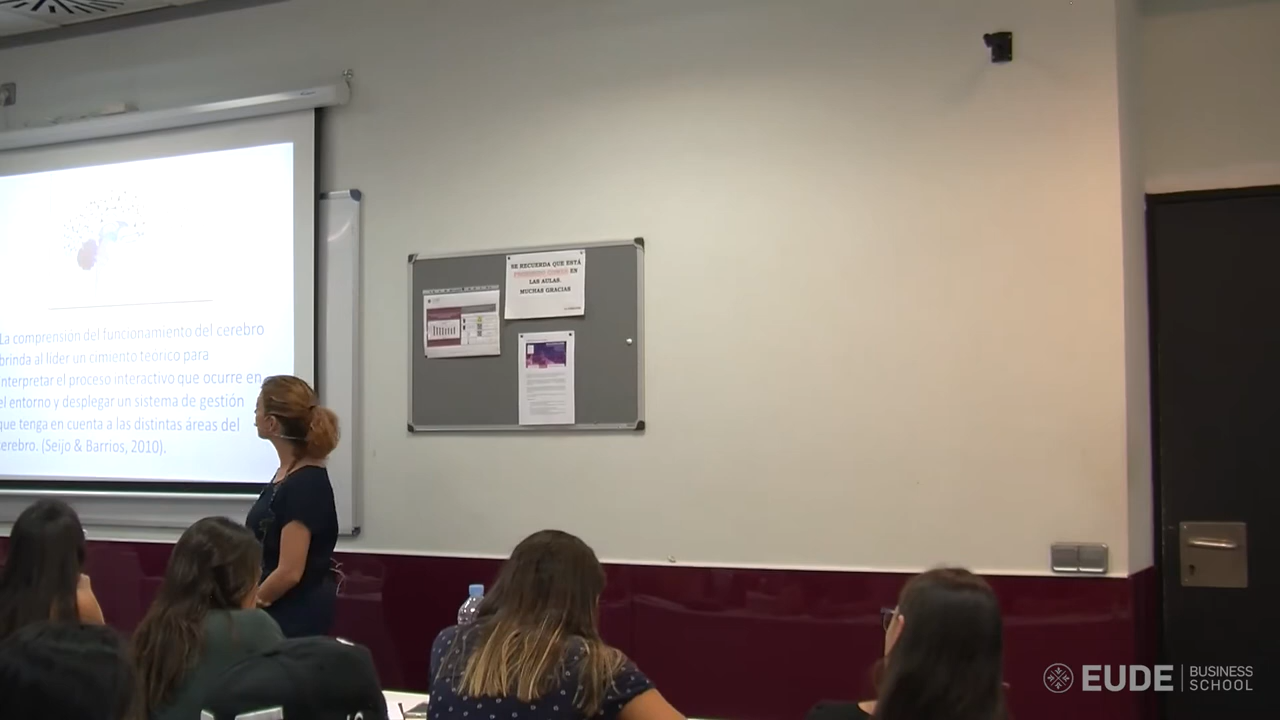 La comprensión del funcionamiento del cerebro
brinda al líder un cimiento teórico para
interpretar el proceso interactivo que ocurre en
el entorno y desplegar un sistema de gestión
que tenga en cuenta a las distintas áreas del
cerebro. (Seijo & Barrios, 2010).
SE RECUERDA QUE ESTÁ
PROHIBIDO COMER EN
LAS AULAS.
MUCHAS GRACIAS
EUDE BUSINESS
SCHOOL